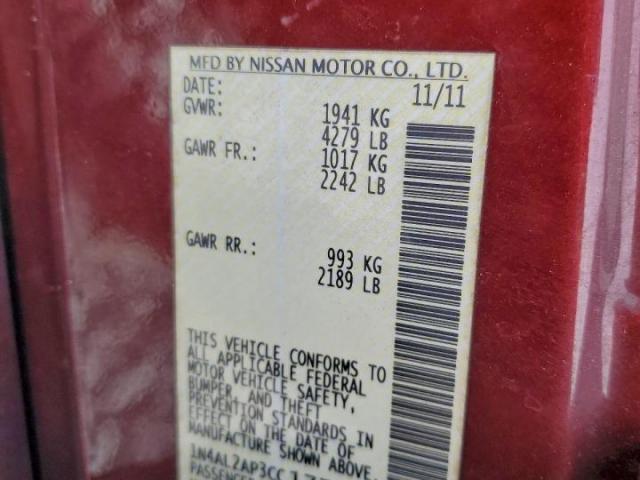 MFD BY NISSAN MOTOR CO., LTD.
DATE: 11/11
GVWR: 1941 KG
4279 LB
GAWR FR.: 1017 KG
2242 LB
GAWR RR.: 993 KG
2189 LB
THIS VEHICLE CONFORMS TO
ALL APPLICABLE FEDERAL
MOTOR VEHICLE SAFETY,
BUMPER, AND THEFT
PREVENTION STANDARDS IN
EFFECT ON THE DATE OF
MANUFACTURE SHOWN ABOVE.
1N4AL2AP3CC